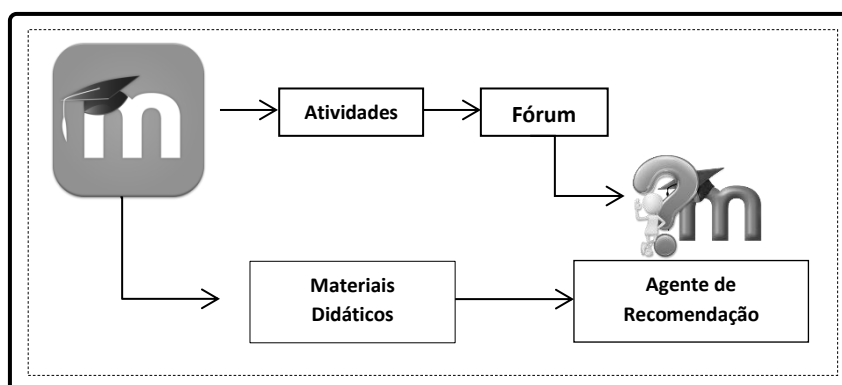 m
Atividades
Fórum
?m
Materiais
Didáticos
Agente de
Recomendação